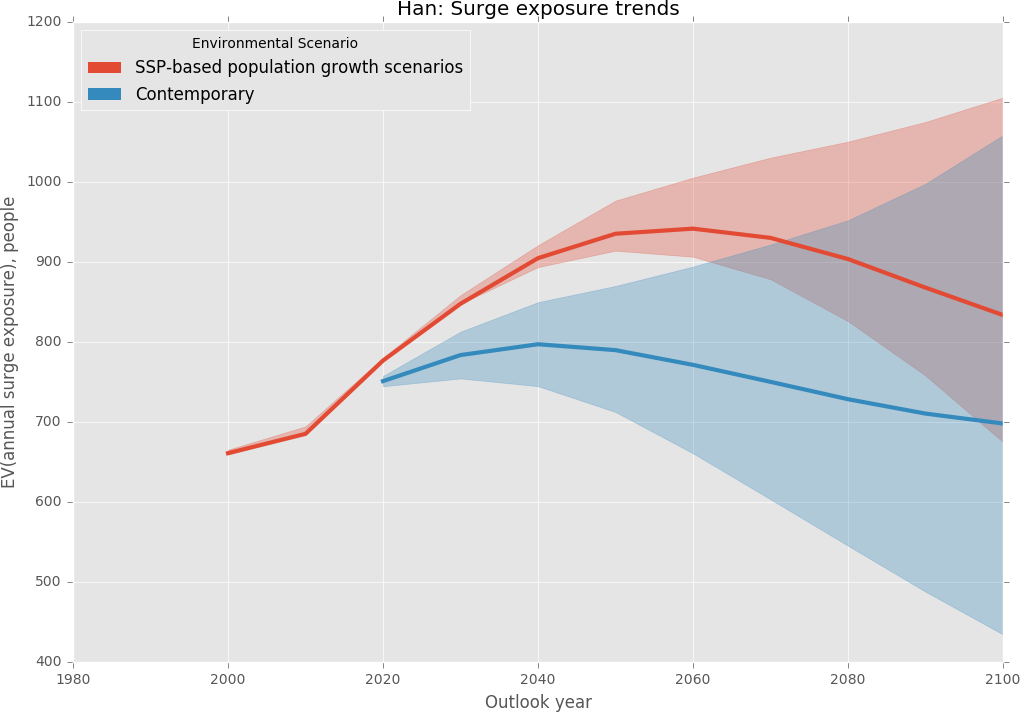 Han: Surge exposure trends
Environmental Scenario
SSP-based population growth scenarios
Contemporary
EV(annual surge exposure), people
1200
1100
1000
900
800
700
600
500
400
1980 2000 2020 2040 2060 2080 2100
Outlook year